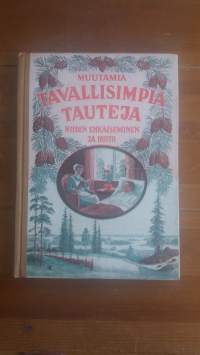 MUUTAMIA
TAVALLISIMPIA
TAUTEJA
NIIDEN EHKÄISEMINEN
JA HOITO